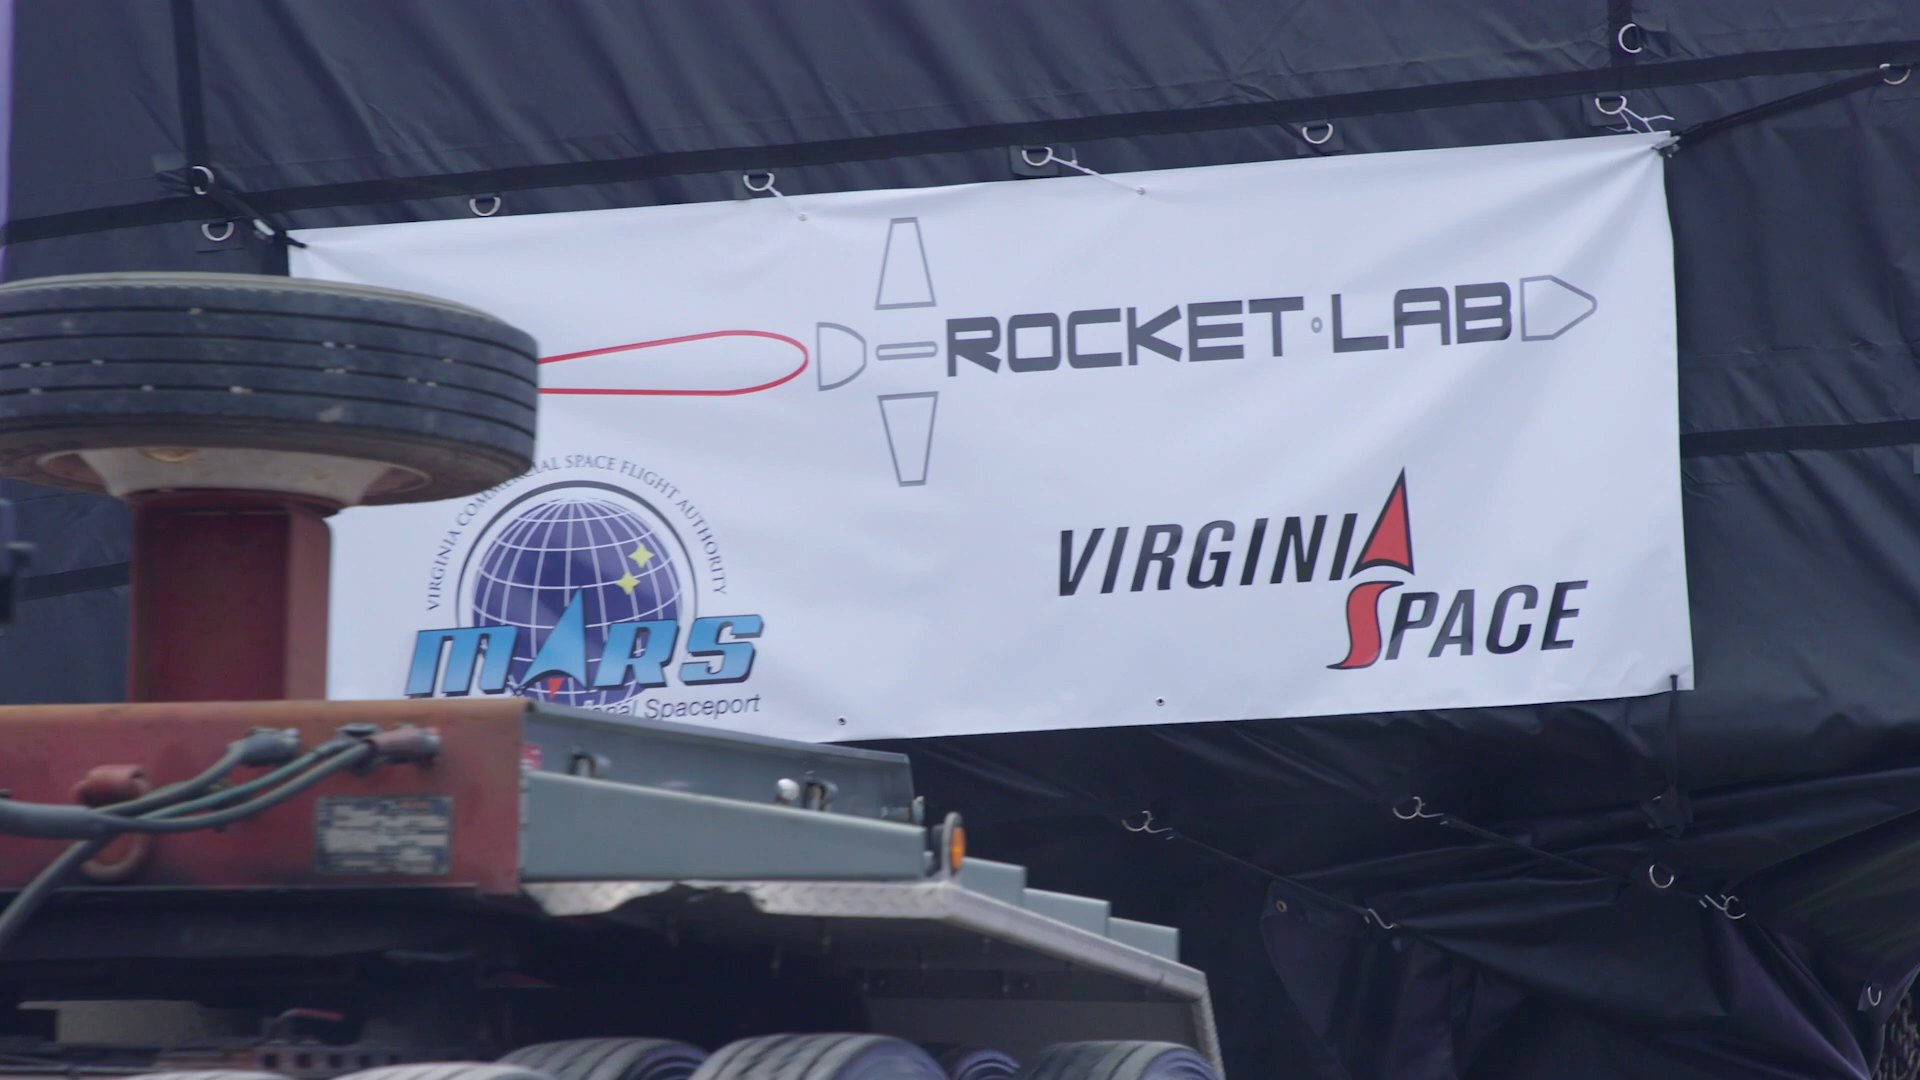 ROCKET LAB
VIRGINIA COMMERCIAL SPACE FLIGHT AUTHORITY
MARS
Spaceport
VIRGINIA
SPACE